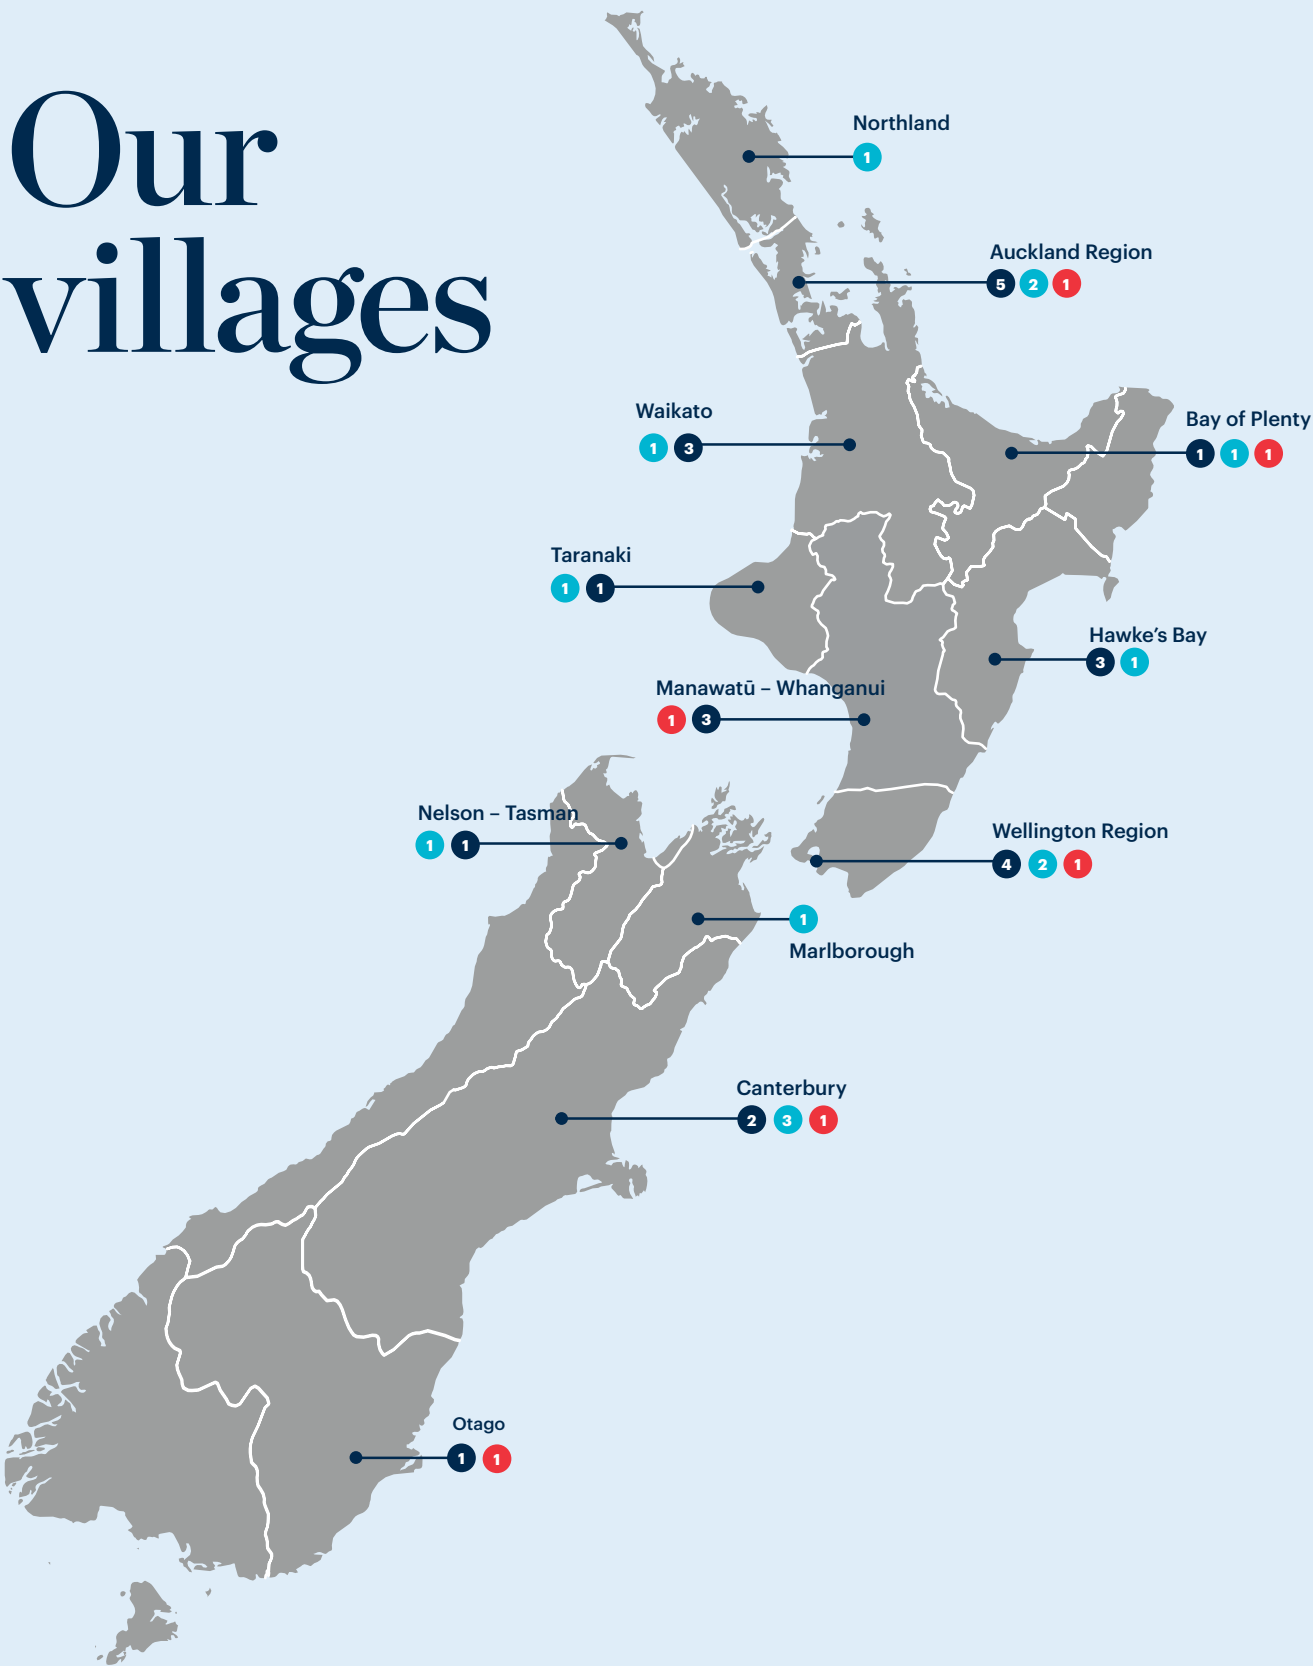 Our
villages
Northland
1
Auckland Region
5 2 1
Waikato
1 3
Bay of Plenty
1 1 1
Taranaki
1 1
Hawke’s Bay
3 1
Manawatū – Whanganui
1 3
Nelson – Tasman
1 1
Wellington Region
4 2 1
1
Marlborough
Canterbury
2 3 1
Otago
1 1